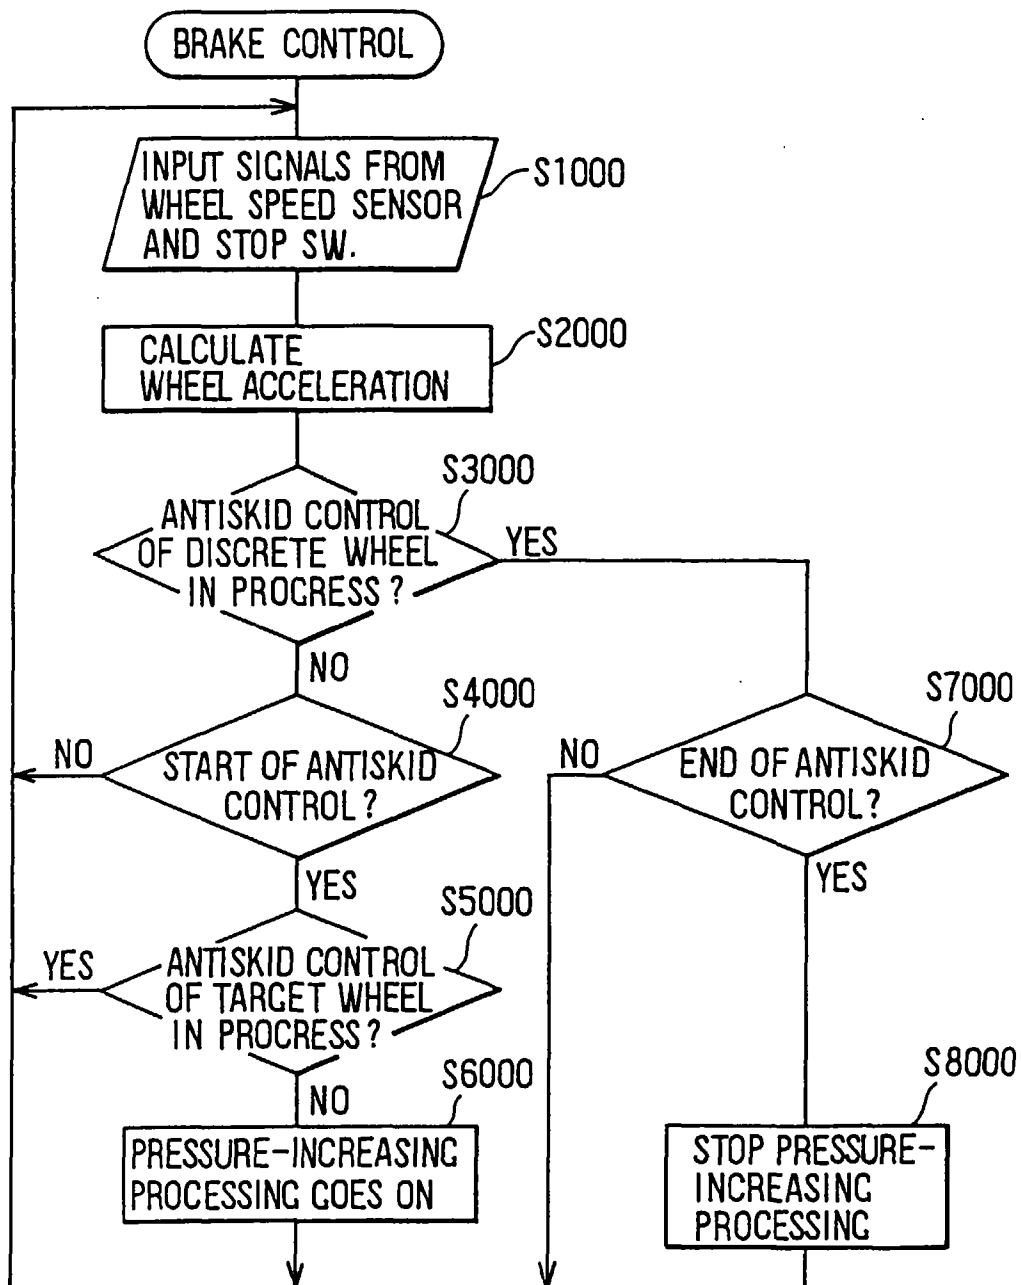 BRAKE CONTROL
INPUT SIGNALS FROM
WHEEL SPEED SENSOR
AND STOP SW.
S1000
CALCULATE
WHEEL ACCELERATION
S2000
S3000
ANTISKID CONTROL
OF DISCRETE WHEEL
IN PROGRESS?
YES
NO
S4000
START OF ANTISKID
CONTROL?
NO
YES
S7000
END OF ANTISKID
CONTROL?
NO
YES
S5000
ANTISKID CONTROL
OF TARGET WHEEL
IN PROGRESS?
YES
NO
S6000
PRESSURE-INCREASING
PROCESSING GOES ON
S8000
STOP PRESSURE-
INCREASING
PROCESSING